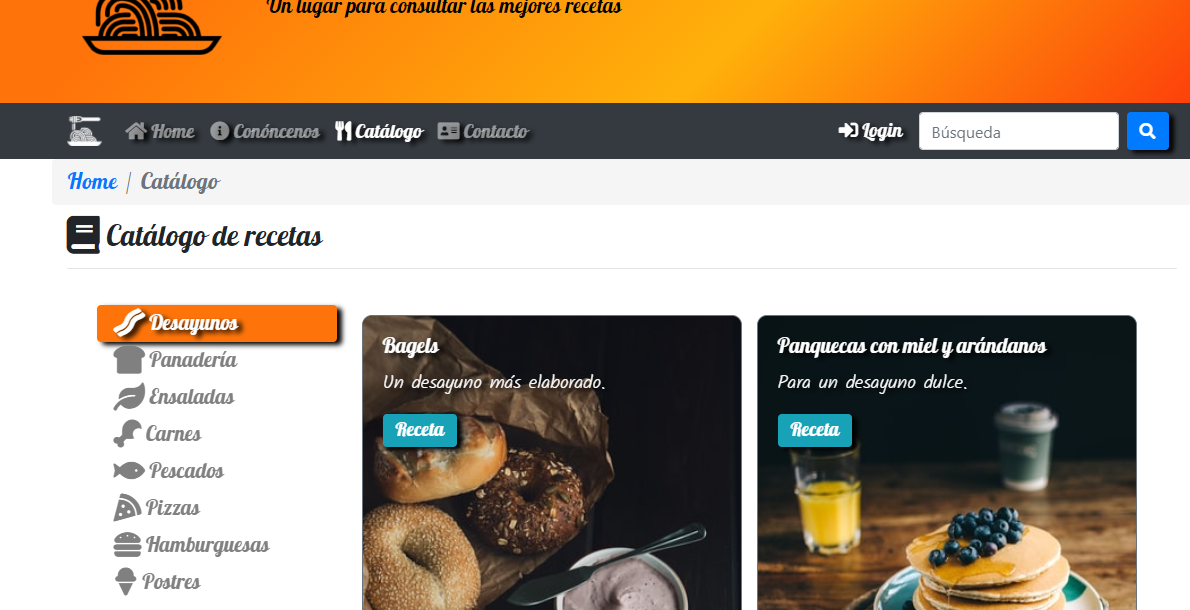 Un lugar para consultar las mejores recetas
Home Conóncenos Catálogo Contacto Login Búsqueda
Home / Catálogo
Catálogo de recetas
Desayunos
Panadería
Ensaladas
Carnes
Pescados
Pizzas
Hamburguesas
Postres
Bagels
Un desayuno más elaborado.
Receta
Panquecas con miel y arándanos
Para un desayuno dulce.
Receta